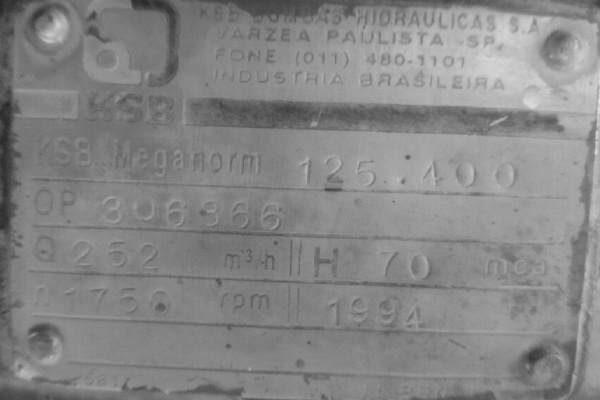 KSB BOMBAS HIDRAULICAS S.A
VARZEA PAULISTA - SP.
FONE (011) 480-1101
INDUSTRIA BRASILEIRA
KSB
KSB Meganorm 125..400
OP 306366
Q 252 m³/h H 70 mca
n 1750 rpm 1994